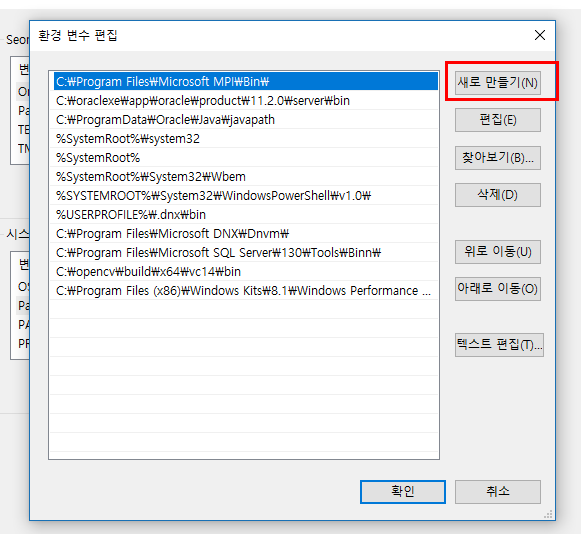 환경 변수 편집
Seor
변
Or
Pa
TE
TM
시스
변
OS
Pa
PA
PF
C:₩Program Files₩Microsoft MPI₩Bin₩
C:₩oraclexe₩app₩oracle₩product₩11.2.0₩server₩bin
C:₩ProgramData₩Oracle₩Java₩javapath
%SystemRoot%₩system32
%SystemRoot%
%SystemRoot%₩System32₩Wbem
%SYSTEMROOT%₩System32₩WindowsPowerShell₩v1.0₩
%USERPROFILE%₩.dnx₩bin
C:₩Program Files₩Microsoft DNX₩Dnvm₩
C:₩Program Files₩Microsoft SQL Server₩130₩Tools₩Binn₩
C:₩opencv₩build₩x64₩vc14₩bin
C:₩Program Files (x86)₩Windows Kits₩8.1₩Windows Performance ...
새로 만들기(N)
편집(E)
찾아보기(B)...
삭제(D)
위로 이동(U)
아래로 이동(O)
텍스트 편집(T)...
확인
취소